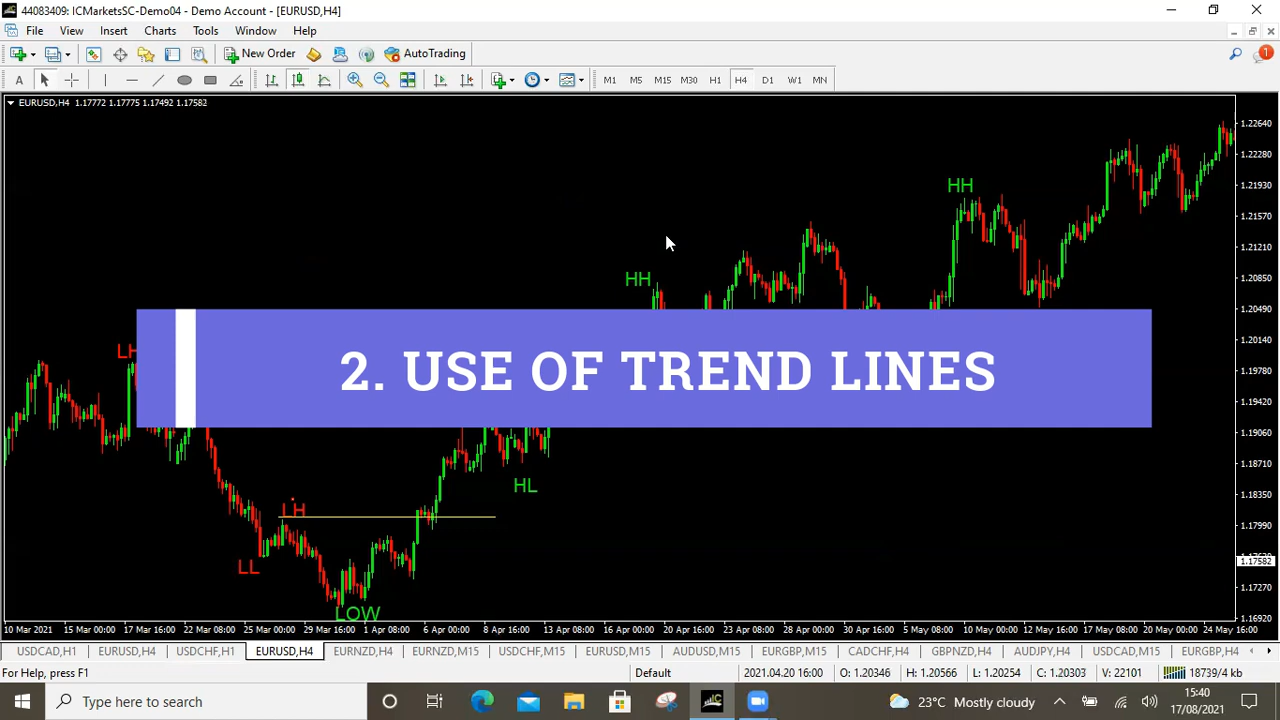 44083409: ICMarketsSC-Demo04 - Demo Account - [EURUSD,H4]
File View Insert Charts Tools Window Help
New Order AutoTrading
A M1 M5 M15 M30 H1 H4 D1 W1 MN
EURUSD,H4 1.17772 1.17775 1.17492 1.17582
1.22640
1.22280
1.21930
HH
1.21570
1.21210
HH
1.20850
1.20490
1.20140
LH
2. USE OF TREND LINES
1.19780
1.19420
1.19060
1.18710
HL
1.18350
LH
1.17990
1.17582
LL
1.17270
LOW
1.16920
10 Mar 2021 15 Mar 00:00 17 Mar 16:00 22 Mar 08:00 25 Mar 00:00 29 Mar 16:00 1 Apr 08:00 6 Apr 00:00 8 Apr 16:00 13 Apr 08:00 16 Apr 00:00 20 Apr 16:00 23 Apr 08:00 28 Apr 00:00 30 Apr 16:00 5 May 08:00 10 May 00:00 12 May 16:00 17 May 08:00 20 May 00:00 24 May 16:00
USDCAD,H1 EURUSD,H4 USDCHF,H1 EURUSD,H4 EURNZD,H4 EURNZD,M15 USDCHF,M15 EURUSD,M15 AUDUSD,M15 EURGBP,M15 CADCHF,H4 GBPNZD,H4 AUDJPY,H4 USDCAD,M15 EURGBP,H4
For Help, press F1 Default 2021.04.20 16:00 O: 1.20346 H: 1.20566 L: 1.20254 C: 1.20303 V: 22101 18739/4 kb
Type here to search 23°C Mostly cloudy 15:40
17/08/2021
1